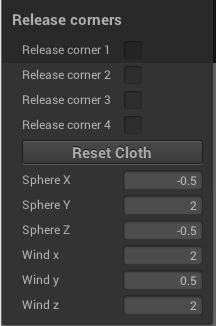 Release corners
Release corner 1
Release corner 2
Release corner 3
Release corner 4
Reset Cloth
Sphere X -0.5
Sphere Y 2
Sphere Z -0.5
Wind x 2
Wind y 0.5
Wind z 2